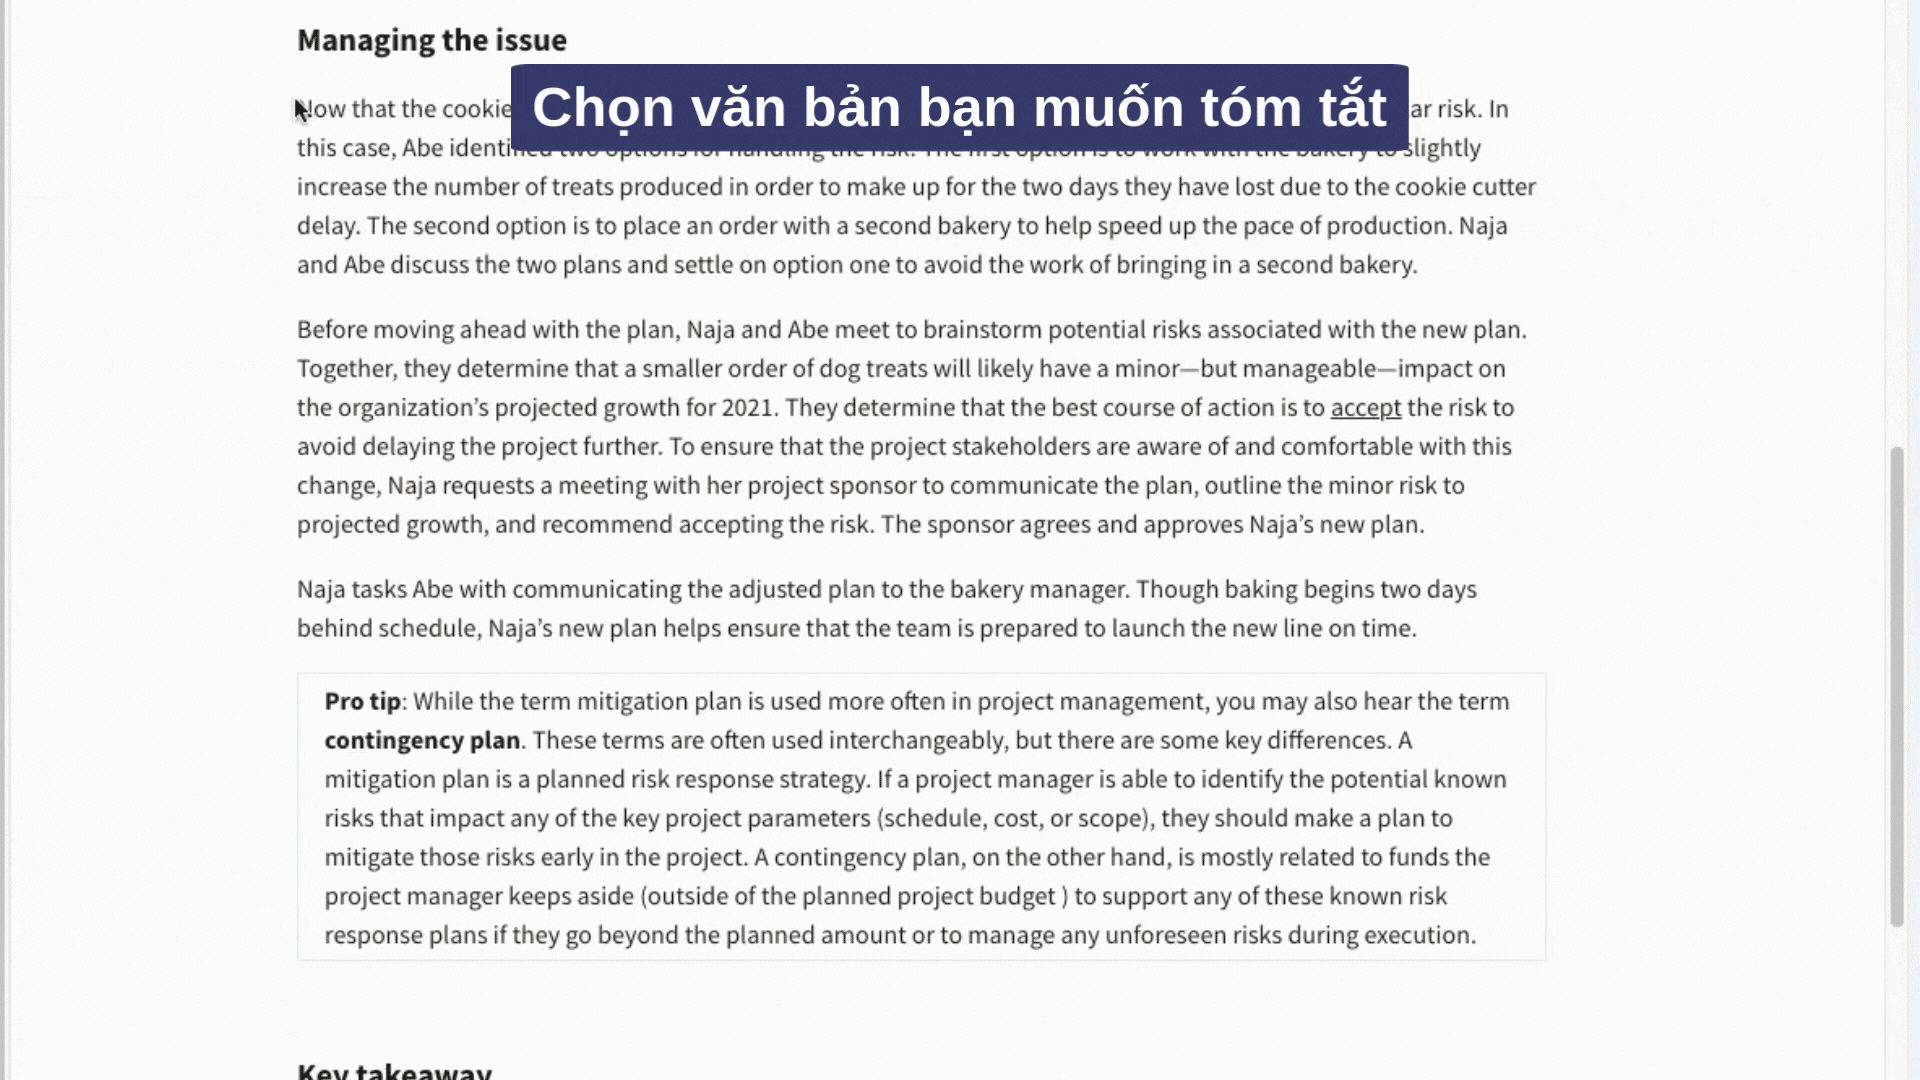 Managing the issue
Chọn văn bản bạn muốn tóm tắt
Now that the cookie ar risk. In
this case, Abe identified two options for handling the risk. The first option is to work with the bakery to slightly
increase the number of treats produced in order to make up for the two days they have lost due to the cookie cutter
delay. The second option is to place an order with a second bakery to help speed up the pace of production. Naja
and Abe discuss the two plans and settle on option one to avoid the work of bringing in a second bakery.
Before moving ahead with the plan, Naja and Abe meet to brainstorm potential risks associated with the new plan.
Together, they determine that a smaller order of dog treats will likely have a minor—but manageable—impact on
the organization’s projected growth for 2021. They determine that the best course of action is to accept the risk to
avoid delaying the project further. To ensure that the project stakeholders are aware of and comfortable with this
change, Naja requests a meeting with her project sponsor to communicate the plan, outline the minor risk to
projected growth, and recommend accepting the risk. The sponsor agrees and approves Naja’s new plan.
Naja tasks Abe with communicating the adjusted plan to the bakery manager. Though baking begins two days
behind schedule, Naja’s new plan helps ensure that the team is prepared to launch the new line on time.
Pro tip: While the term mitigation plan is used more often in project management, you may also hear the term
contingency plan. These terms are often used interchangeably, but there are some key differences. A
mitigation plan is a planned risk response strategy. If a project manager is able to identify the potential known
risks that impact any of the key project parameters (schedule, cost, or scope), they should make a plan to
mitigate those risks early in the project. A contingency plan, on the other hand, is mostly related to funds the
project manager keeps aside (outside of the planned project budget ) to support any of these known risk
response plans if they go beyond the planned amount or to manage any unforeseen risks during execution.
Key takeaway